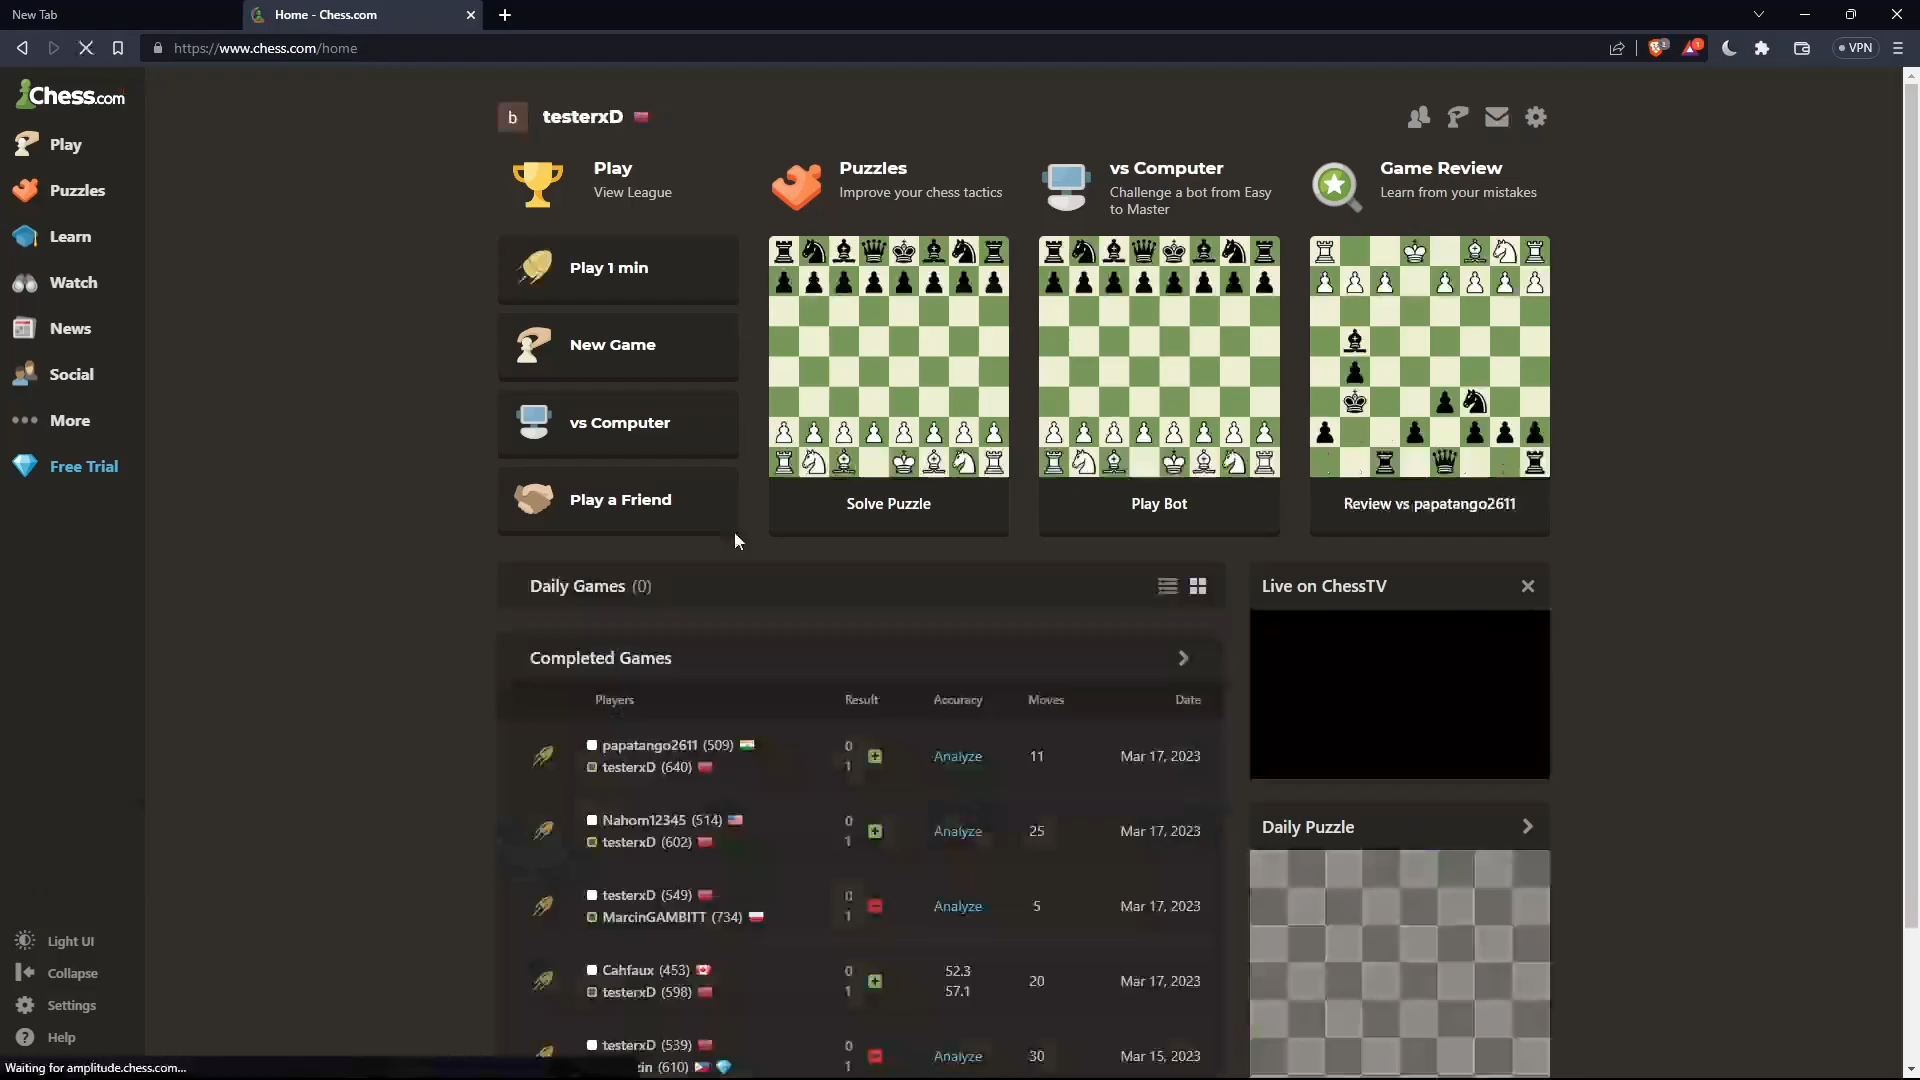 New Tab
Home - Chess.com
https://www.chess.com/home
VPN
Chess.com
Play
Puzzles
Learn
Watch
News
Social
More
Free Trial
Light UI
Collapse
Settings
Help
Waiting for amplitude.chess.com...
b
testerxD
Play
View League
Puzzles
Improve your chess tactics
vs Computer
Challenge a bot from Easy
to Master
Game Review
Learn from your mistakes
Play 1 min
New Game
vs Computer
Play a Friend
Solve Puzzle
Play Bot
Review vs papatango2611
Daily Games (0)
Completed Games
Players Result Accuracy Moves Date
papatango2611 (509)
testerxD (640)
0
1
Analyze
11
Mar 17, 2023
Nahom12345 (514)
testerxD (602)
0
1
Analyze
25
Mar 17, 2023
testerxD (549)
MarcinGAMBITT (734)
0
1
Analyze
5
Mar 17, 2023
Cahfaux (453)
testerxD (598)
0
1
52.3
57.1
20
Mar 17, 2023
testerxD (539)
(610)
0
1
Analyze
30
Mar 15, 2023
Live on ChessTV
Daily Puzzle